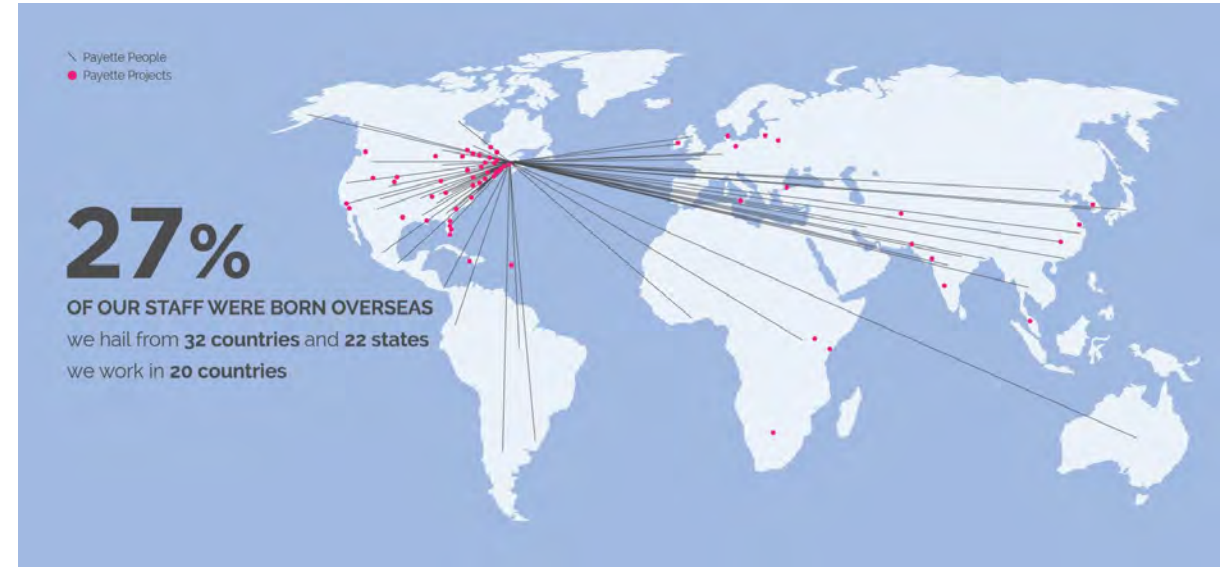 Payette People
Payette Projects
27%
OF OUR STAFF WERE BORN OVERSEAS
we hail from 32 countries and 22 states
we work in 20 countries